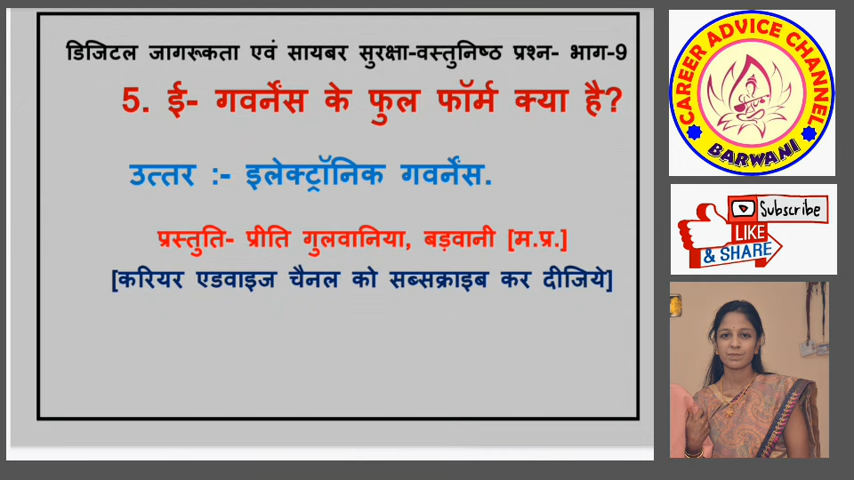 डिजिटल जागरूकता एवं सायबर सुरक्षा-वस्तुनिष्ठ प्रश्न- भाग-9
5. ई- गवर्नेंस के फुल फॉर्म क्या है?
उत्तर :- इलेक्ट्रॉनिक गवर्नेंस.
प्रस्तुति- प्रीति गुलवानिया, बड़वानी [म.प्र.]
[करियर एडवाइज चैनल को सब्सक्राइब कर दीजिये]
CAREER ADVICE CHANNEL
BARWANI
Subscribe
LIKE
& SHARE